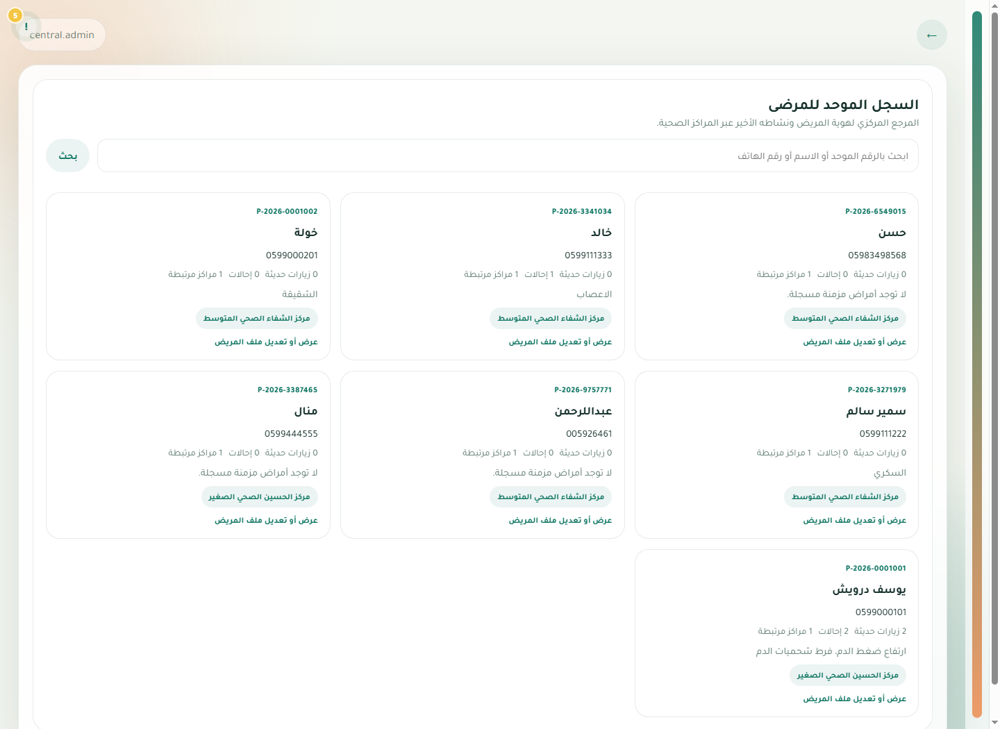 5
!
central.admin
←
السجل الموحد للمرضى
المرجع المركزي لهوية المريض ونشاطه الأخير عبر المراكز الصحية.
ابحث بالرقم الموحد أو الاسم أو رقم الهاتف
بحث
P-2026-6549015
حسن
05983498568
0 زيارات حديثة 0 إحالات 1 مراكز مرتبطة
لا توجد أمراض مزمنة مسجلة.
مركز الشفاء الصحي المتوسط
عرض أو تعديل ملف المريض
P-2026-3341034
خالد
0599111333
0 زيارات حديثة 1 إحالات 1 مراكز مرتبطة
الاعصاب
مركز الشفاء الصحي المتوسط
عرض أو تعديل ملف المريض
P-2026-0001002
خولة
0599000201
0 زيارات حديثة 0 إحالات 1 مراكز مرتبطة
الشقيقة
مركز الشفاء الصحي المتوسط
عرض أو تعديل ملف المريض
P-2026-3271979
سمير سالم
0599111222
0 زيارات حديثة 0 إحالات 1 مراكز مرتبطة
السكري
مركز الشفاء الصحي المتوسط
عرض أو تعديل ملف المريض
P-2026-9757771
عبداللرحمن
005926461
0 زيارات حديثة 0 إحالات 1 مراكز مرتبطة
لا توجد أمراض مزمنة مسجلة.
مركز الشفاء الصحي المتوسط
عرض أو تعديل ملف المريض
P-2026-3387465
منال
0599444555
0 زيارات حديثة 0 إحالات 1 مراكز مرتبطة
لا توجد أمراض مزمنة مسجلة.
مركز الحسين الصحي الصغير
عرض أو تعديل ملف المريض
P-2026-0001001
يوسف درويش
0599000101
2 زيارات حديثة 2 إحالات 1 مراكز مرتبطة
ارتفاع ضغط الدم، فرط شحميات الدم
مركز الحسين الصحي الصغير
عرض أو تعديل ملف المريض